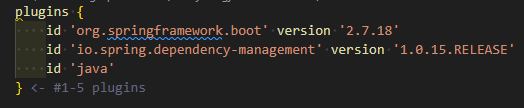 plugins {
id 'org.springframework.boot' version '2.7.18'
id 'io.spring.dependency-management' version '1.0.15.RELEASE'
id 'java'
} <- #1-5 plugins